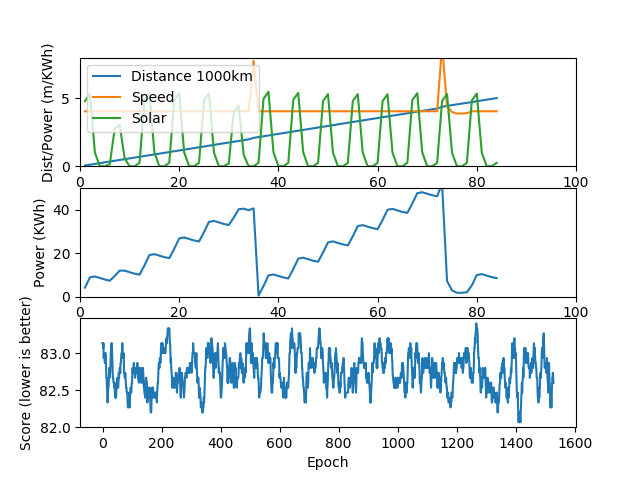 Dist/Power (m/KWh)
5
0
Distance 1000km
Speed
Solar
0 20 40 60 80 100
Power (KWh)
40
20
0
0 20 40 60 80 100
Score (lower is better)
83.0
82.5
82.0
0 200 400 600 800 1000 1200 1400 1600
Epoch